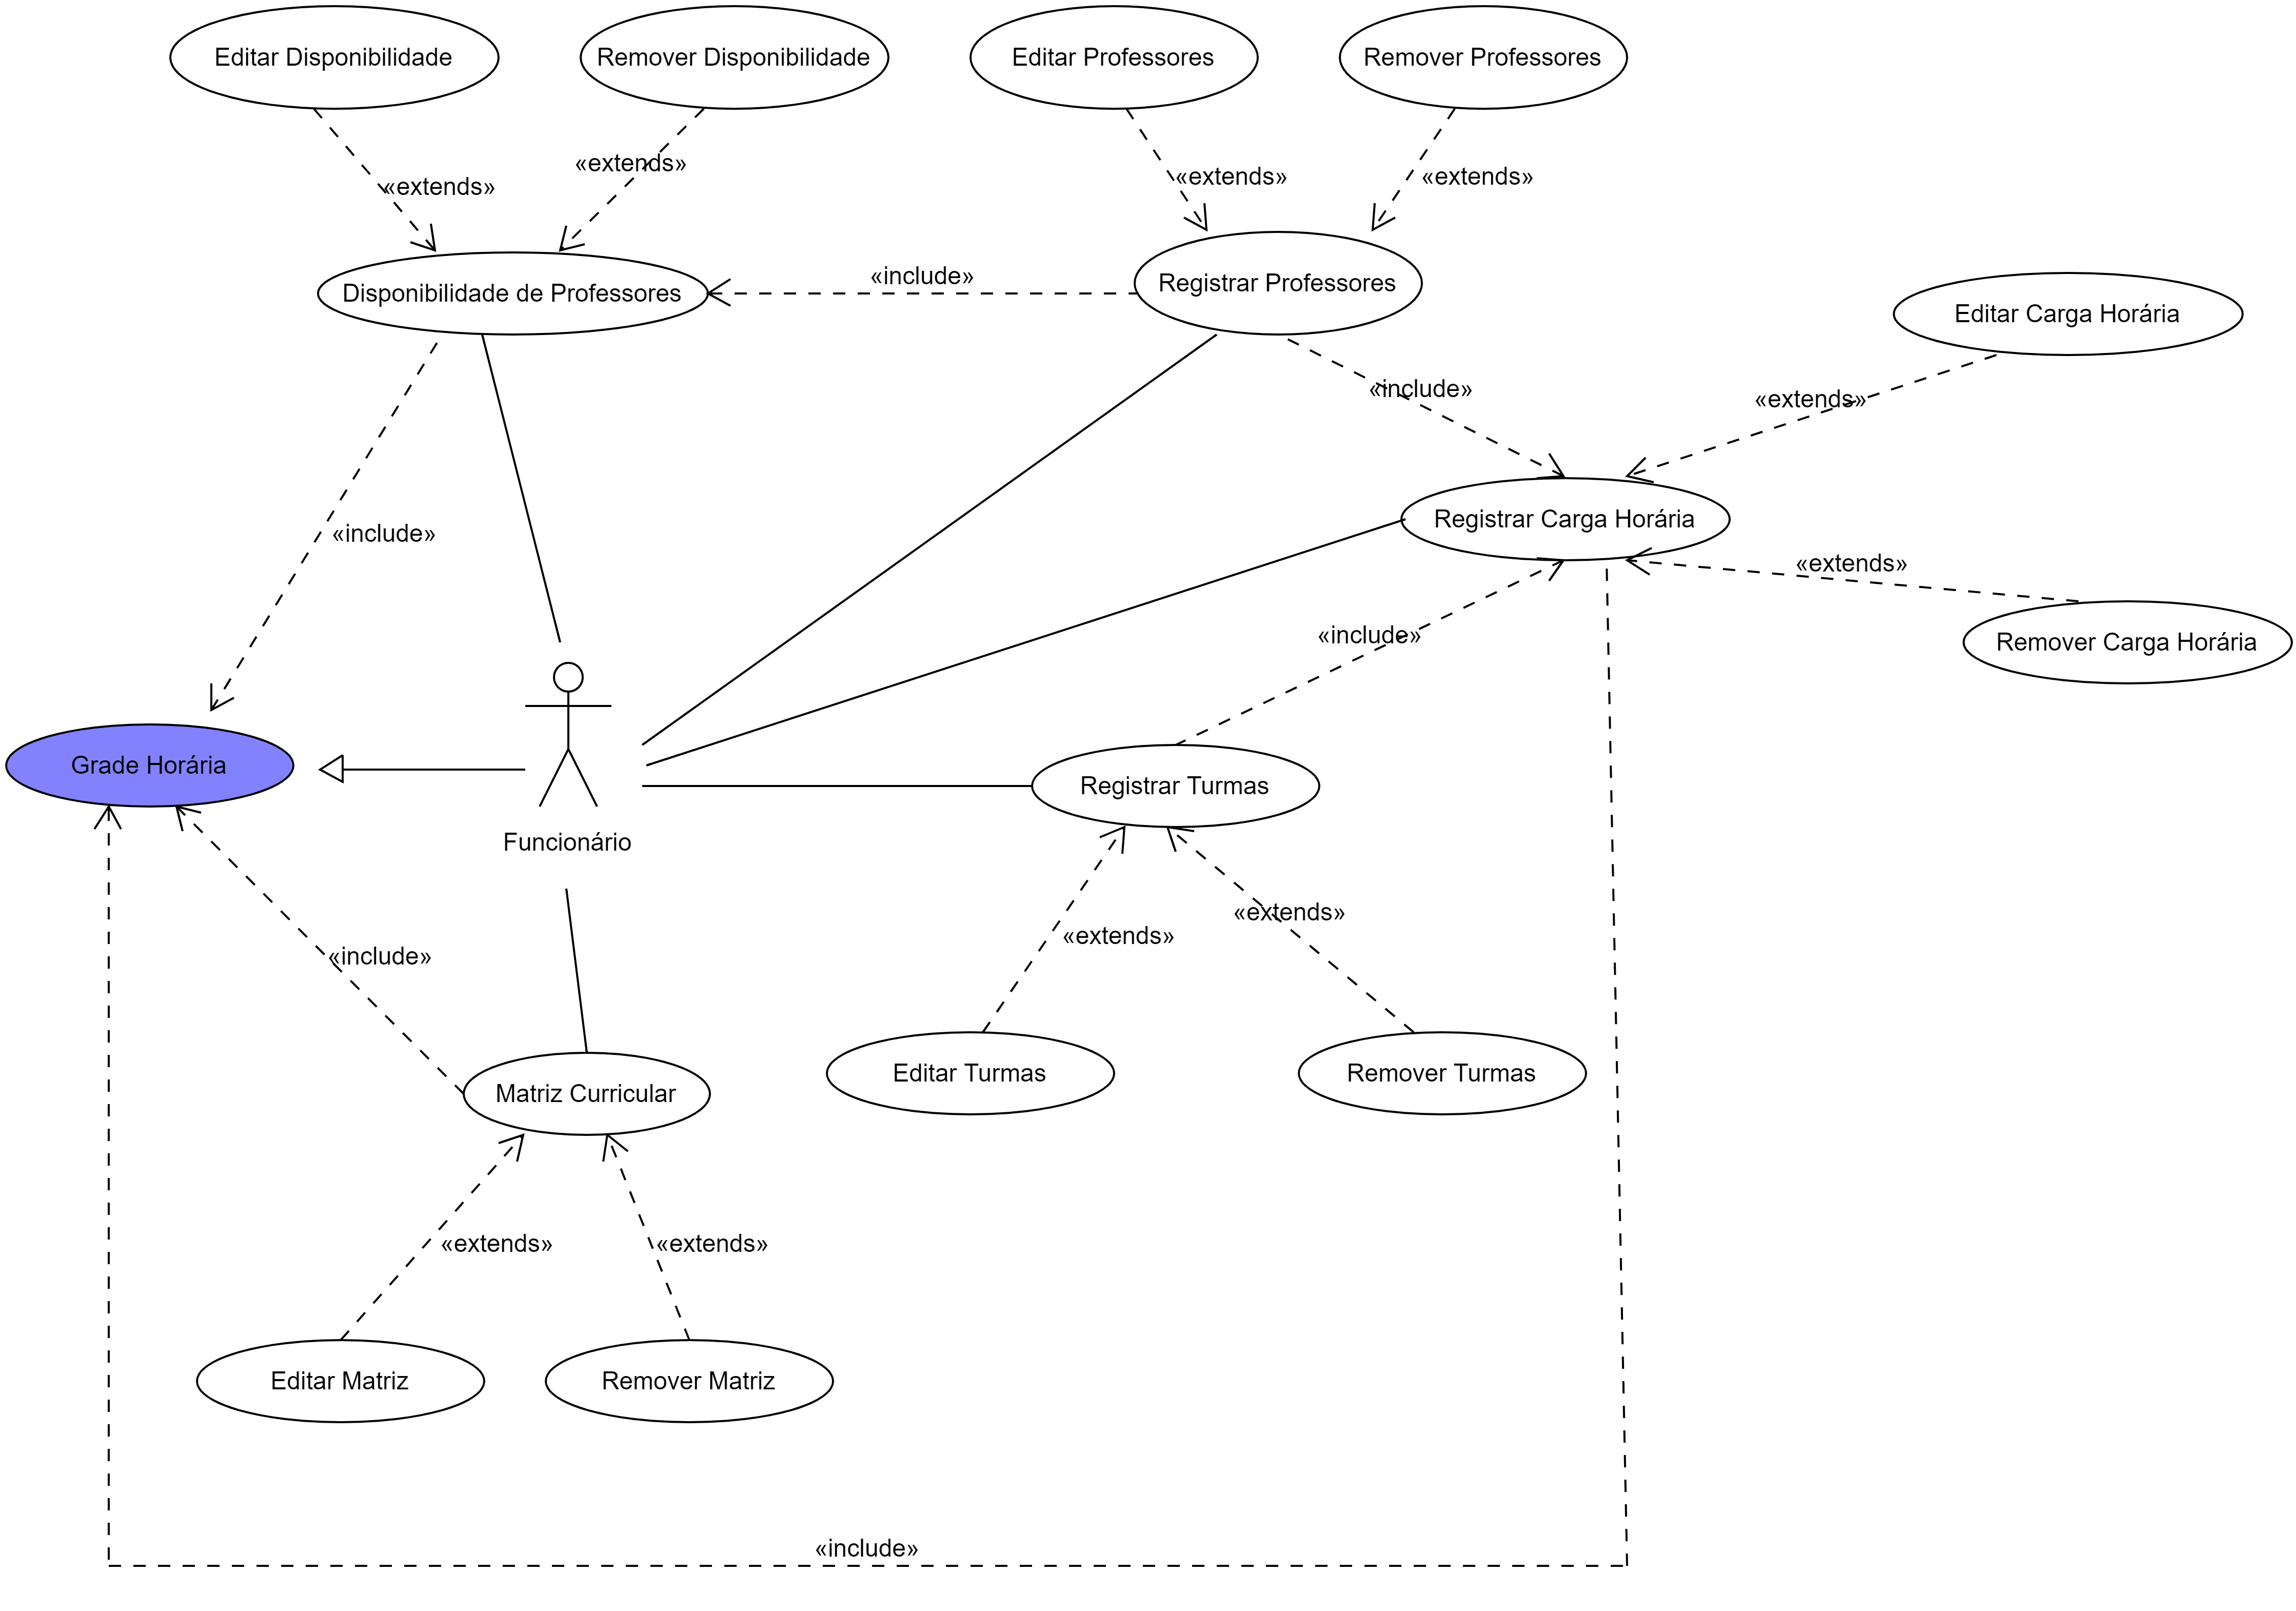 Editar Disponibilidade
Remover Disponibilidade
Editar Professores
Remover Professores
«extends»
«extends»
«extends»
«extends»
Disponibilidade de Professores
«include»
Registrar Professores
Editar Carga Horária
«include»
«extends»
«include»
Registrar Carga Horária
«extends»
«include»
Remover Carga Horária
Grade Horária
Registrar Turmas
Funcionário
«extends»
«extends»
«include»
Editar Turmas
Remover Turmas
Matriz Curricular
«extends»
«extends»
Editar Matriz
Remover Matriz
«include»